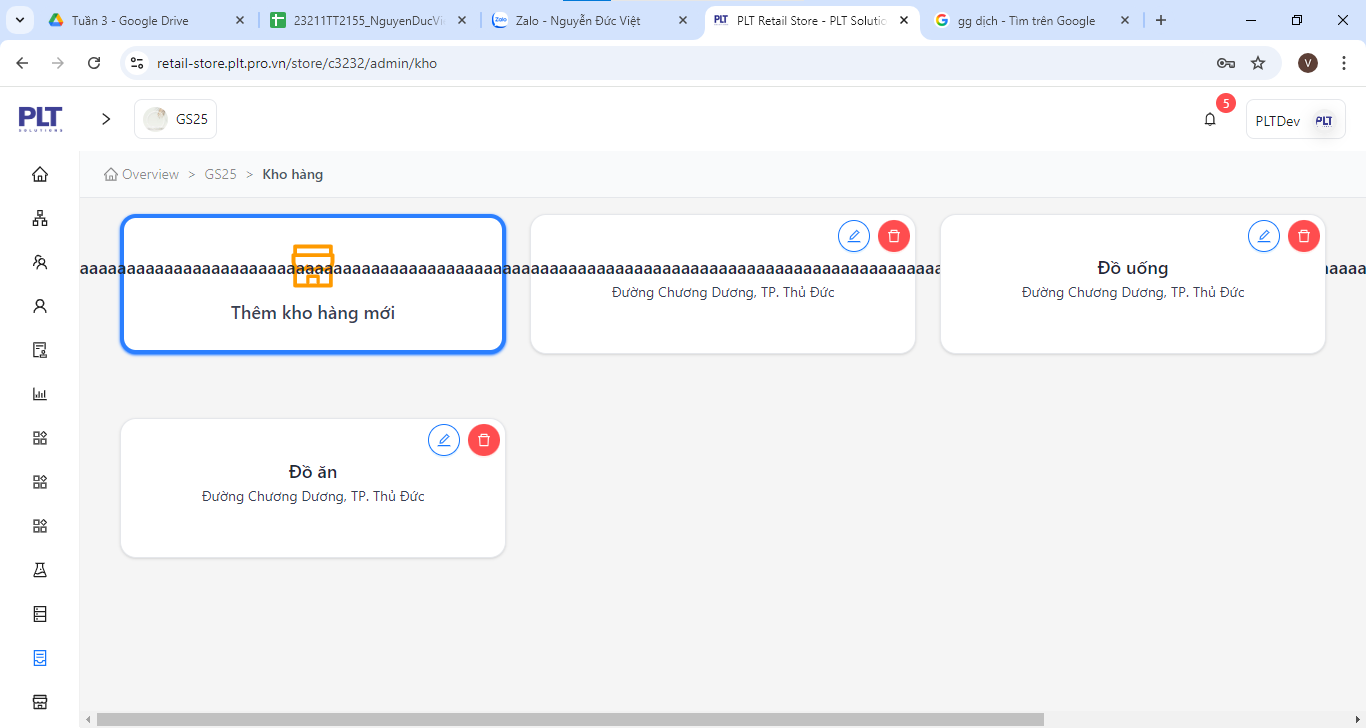 Tuần 3 - Google Drive
23211TT2155_NguyenDucVi
Zalo - Nguyễn Đức Việt
PLT Retail Store - PLT Solutio
gg dịch - Tìm trên Google
retail-store.plt.pro.vn/store/c3232/admin/kho
V
PLT
SOLUTIONS
GS25
5
PLTDev
PLT
Overview > GS25 > Kho hàng
Thêm kho hàng mới
Đường Chương Dương, TP. Thủ Đức
Đồ uống
Đường Chương Dương, TP. Thủ Đức
Đồ ăn
Đường Chương Dương, TP. Thủ Đức